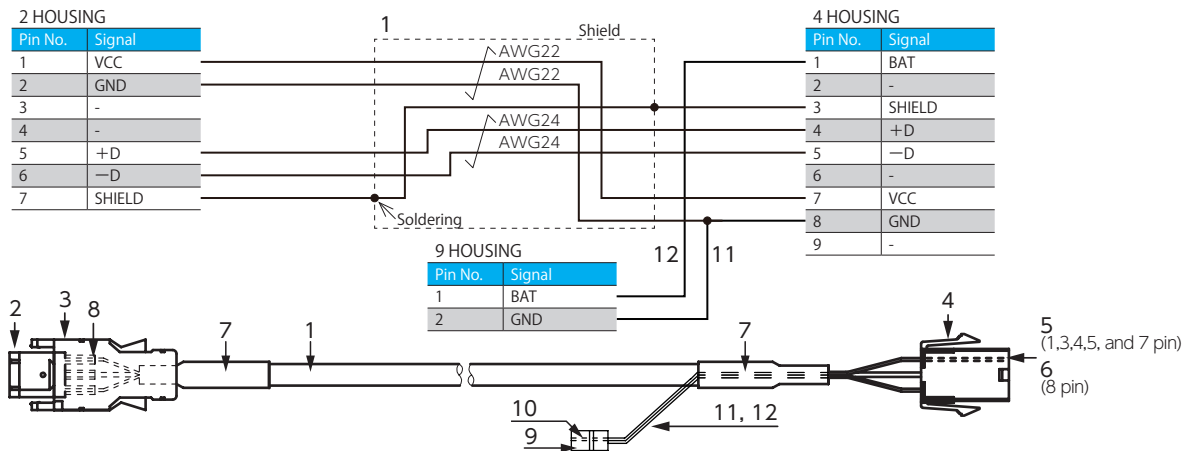 2 HOUSING
Pin No. Signal
1 VCC
2 GND
3 -
4 -
5 +D
6 —D
7 SHIELD
1
Shield
AWG22
AWG22
AWG24
AWG24
Soldering
4 HOUSING
Pin No. Signal
1 BAT
2 -
3 SHIELD
4 +D
5 —D
6 -
7 VCC
8 GND
9 -
12 11
9 HOUSING
Pin No. Signal
1 BAT
2 GND
2 3 8 7 1 7 4
5
(1,3,4,5, and 7 pin)
6
(8 pin)
10
9
11, 12